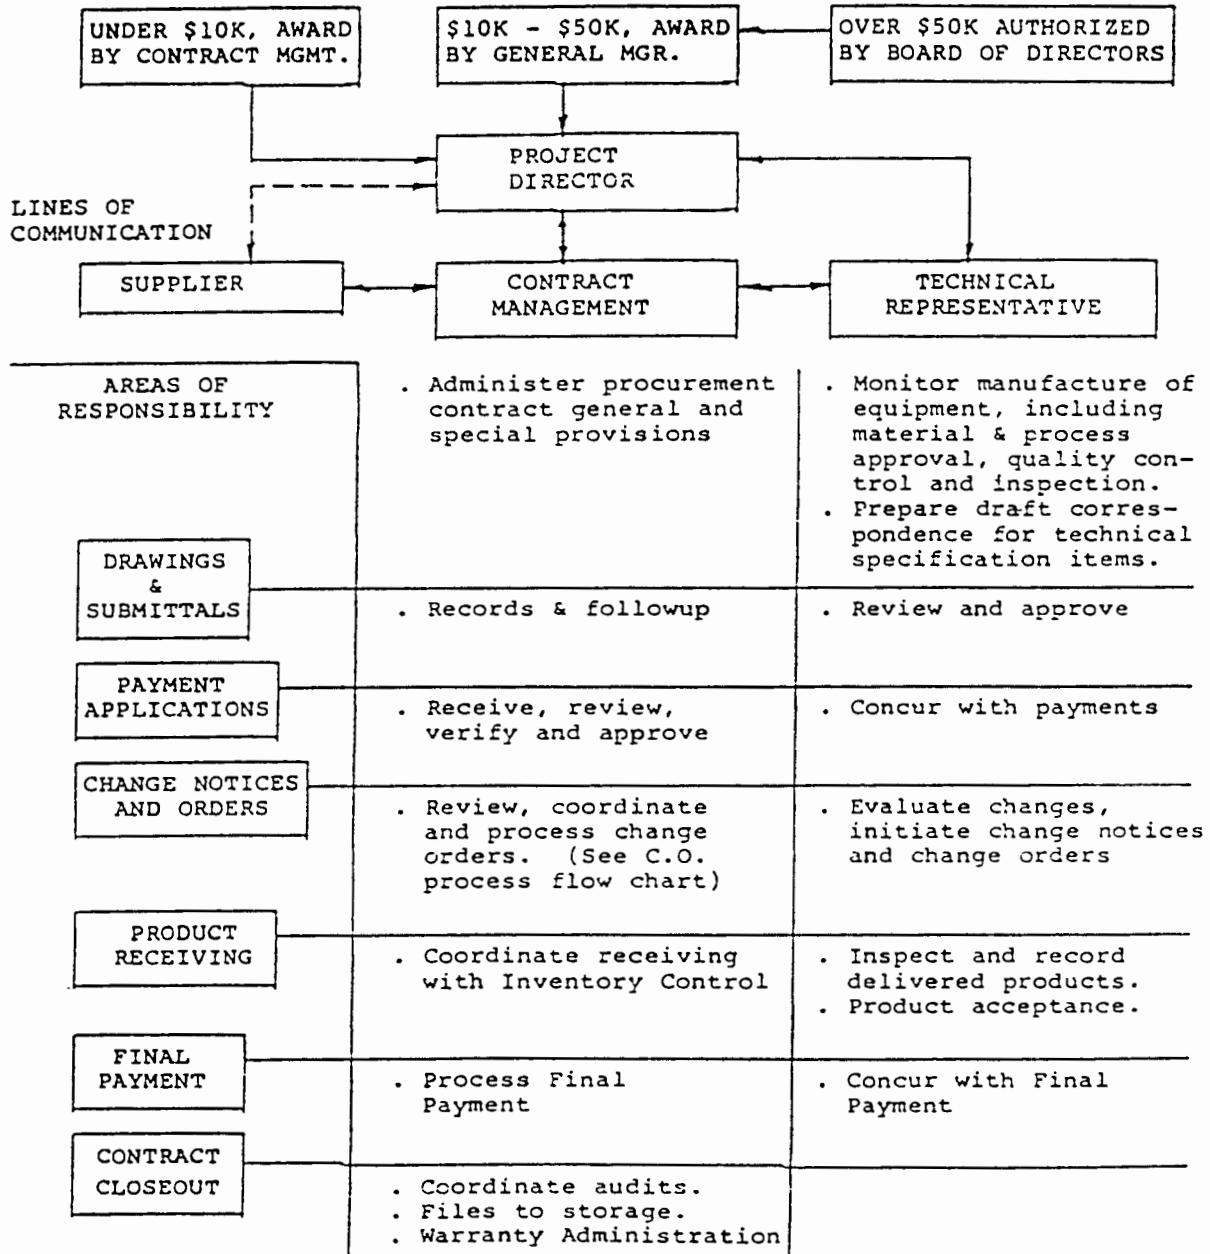 UNDER $10K, AWARD
BY CONTRACT MGMT.
$10K - $50K, AWARD
BY GENERAL MGR.
OVER $50K AUTHORIZED
BY BOARD OF DIRECTORS
PROJECT
DIRECTOR
LINES OF
COMMUNICATION
SUPPLIER
CONTRACT
MANAGEMENT
TECHNICAL
REPRESENTATIVE
AREAS OF
RESPONSIBILITY
. Administer procurement
contract general and
special provisions
. Monitor manufacture of
equipment, including
material & process
approval, quality con-
trol and inspection.
. Prepare draft corres-
pondence for technical
specification items.
DRAWINGS
&
SUBMITTALS
. Records & followup
. Review and approve
PAYMENT
APPLICATIONS
. Receive, review,
verify and approve
. Concur with payments
CHANGE NOTICES
AND ORDERS
. Review, coordinate
and process change
orders. (See C.O.
process flow chart)
. Evaluate changes,
initiate change notices
and change orders
PRODUCT
RECEIVING
. Coordinate receiving
with Inventory Control
. Inspect and record
delivered products.
. Product acceptance.
FINAL
PAYMENT
. Process Final
Payment
. Concur with Final
Payment
CONTRACT
CLOSEOUT
. Coordinate audits.
. Files to storage.
. Warranty Administration